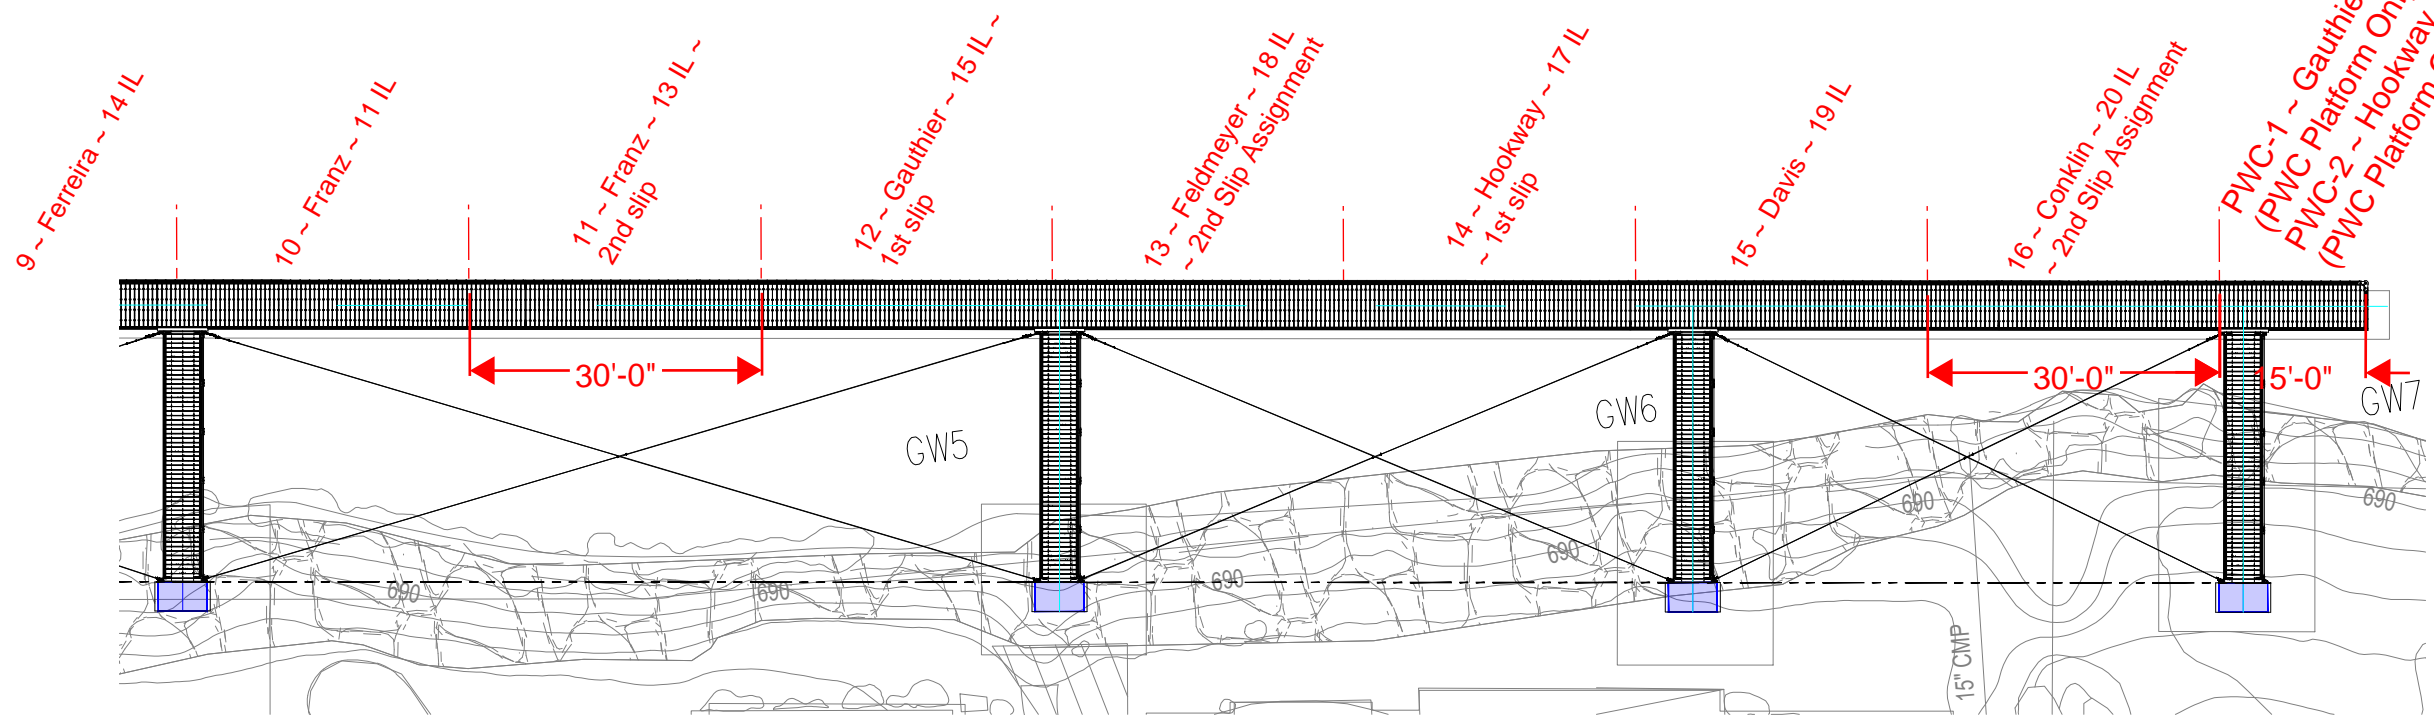 9 ~ Ferreira ~ 14 IL
10 ~ Franz ~ 11 IL
11 ~ Franz ~ 13 IL ~
2nd slip
12 ~ Gauthier ~ 15 IL ~
1st slip
13 ~ Feldmeyer ~ 18 IL
~ 2nd Slip Assignment
14 ~ Hookway ~ 17 IL
~ 1st slip
15 ~ Davis ~ 19 IL
16 ~ Conklin ~ 20 IL
~ 2nd Slip Assignment
PWC-1 ~ Gauthier
(PWC Platform Only
PWC-2 ~ Hookway
(PWC Platform
30'-0"
30'-0"
15'-0"
GW5
GW6
GW7
690
690
690
690
690
690
15" CMP